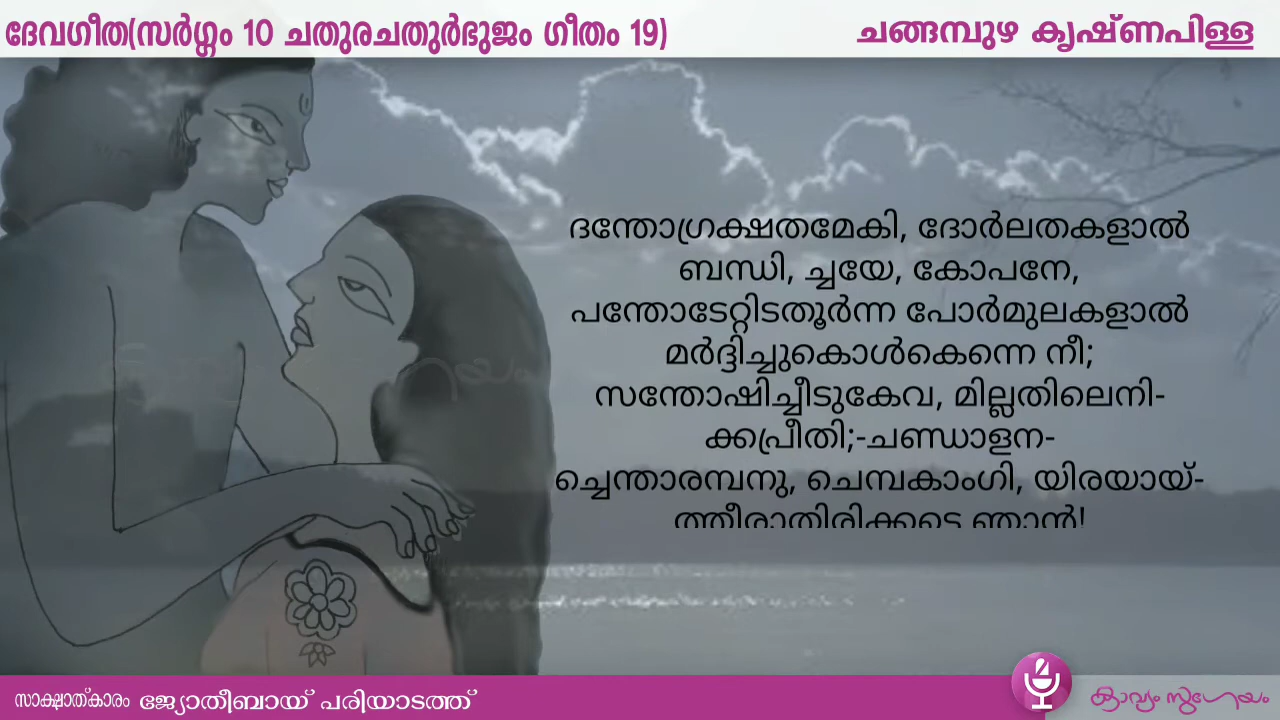 ദേവഗീത(സർഗ്ഗം 10 ചതുരചതുർഭുജം ഗീതം 19)
ചങ്ങമ്പുഴ കൃഷ്ണപിള്ള
ദന്തോഗ്രക്ഷതമേകി, ദോർലതകളാൽ
ബന്ധി, ച്ചയേ, കോപനേ,
പന്തോടേറ്റിടതൂർന്ന പോർമുലകളാൽ
മർദ്ദിച്ചുകൊൾകെന്നെ നീ;
സന്തോഷിച്ചീടുകേവ, മില്ലതിലെനി-
ക്കപ്രീതി;-ചണ്ഡാളന-
ച്ചെന്താരമ്പനു, ചെമ്പകാംഗി, യിരയായ്-
ത്തീരാതിരിക്കട്ടെ ഞാൻ!
സാക്ഷാത്കാരം ജ്യോതീബായ് പരിയാടത്ത്
കാവ്യം സുഗേയം